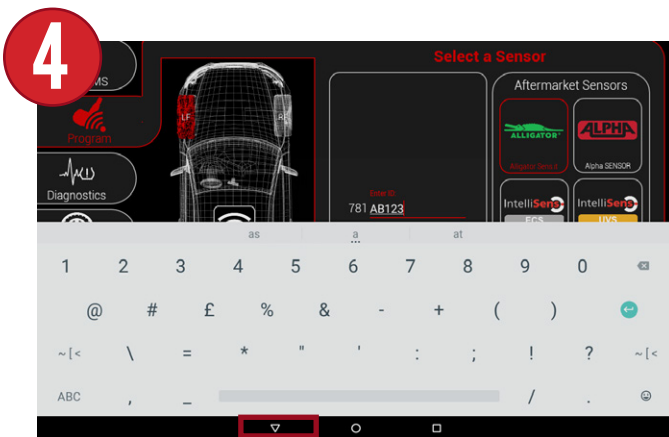 4
MS
Select a Sensor
Aftermarket Sensors
LF
Program
ALLIGATOR
ALPHA
Alligator Sens.it
Alpha SENSOR
Diagnostics
Enter ID
781 AB123
IntelliSens
IntelliSens
UVS
as a at
1 2 3 4 5 6 7 8 9 0
@ # £ % & - + ( )
~ [ < \ = * " ' : ; ! ? ~ [ <
ABC , _ / .